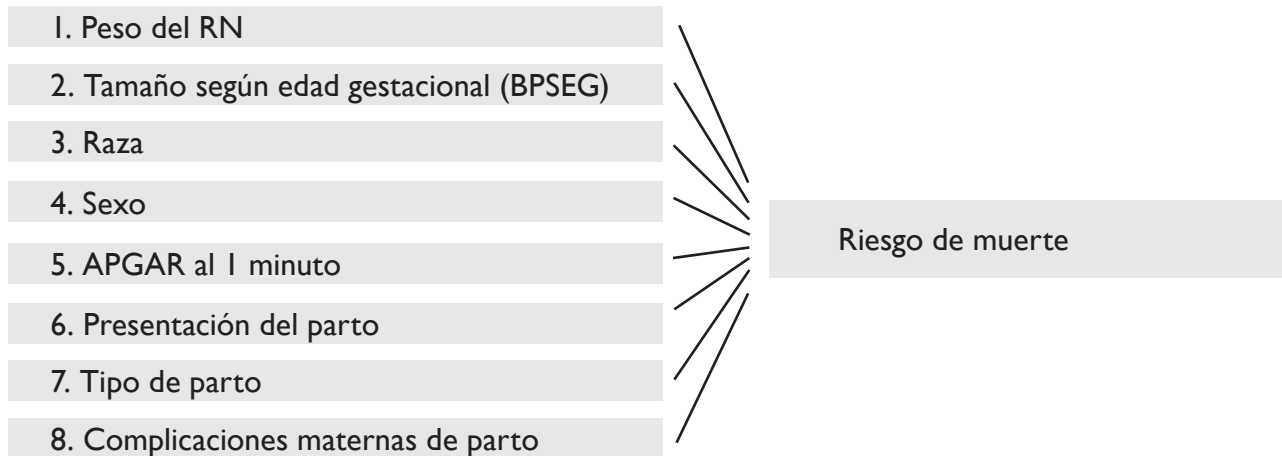 1. Peso del RN
2. Tamaño según edad gestacional (BPSEG)
3. Raza
4. Sexo
5. APGAR al 1 minuto
6. Presentación del parto
7. Tipo de parto
8. Complicaciones maternas de parto
Riesgo de muerte